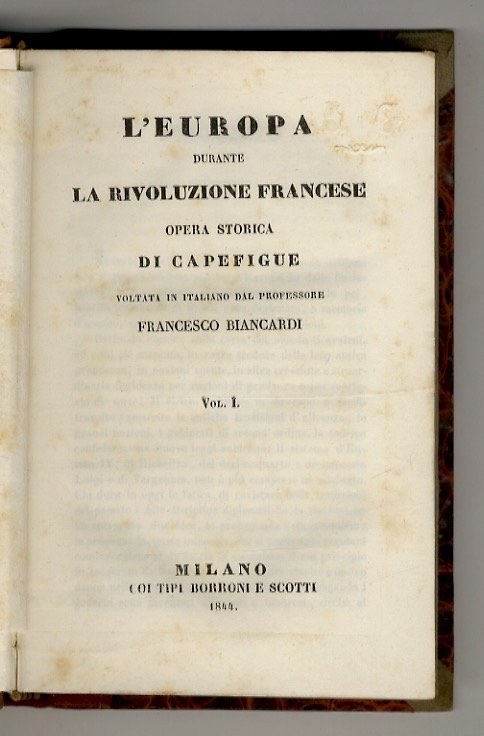 L'EUROPA
DURANTE
LA RIVOLUZIONE FRANCESE
OPERA STORICA
DI CAPEFIGUE
VOLTATA IN ITALIANO DAL PROFESSORE
FRANCESCO BIANCARDI
VOL. I.
MILANO
COI TIPI BORRONI E SCOTTI
1844.